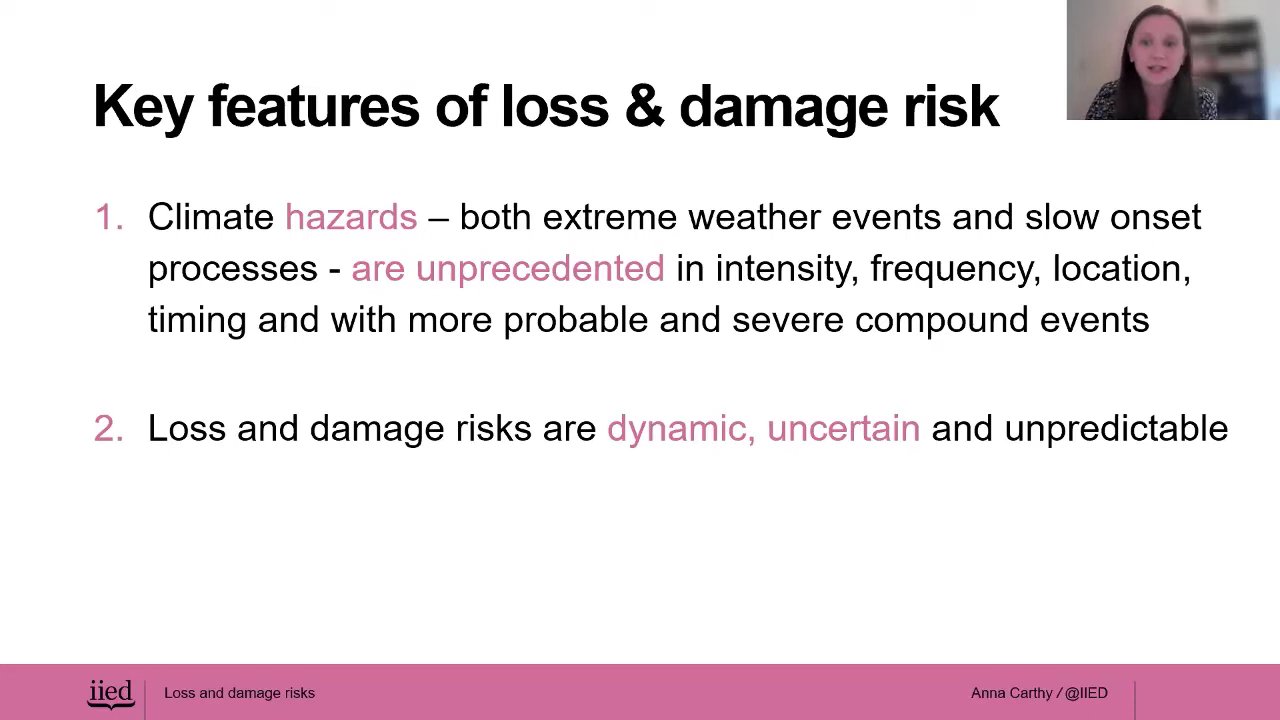 Key features of loss & damage risk
1. Climate hazards – both extreme weather events and slow onset
processes - are unprecedented in intensity, frequency, location,
timing and with more probable and severe compound events
2. Loss and damage risks are dynamic, uncertain and unpredictable
iied
Loss and damage risks
Anna Carthy / @IIED